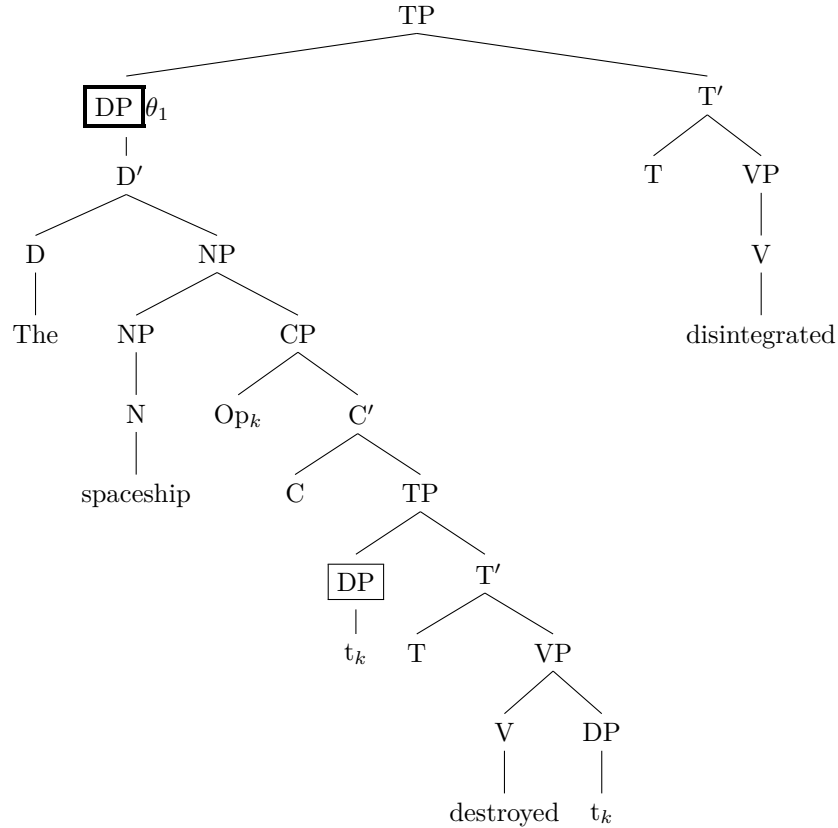 TP
DP θ₁ T′
D′ T VP
D NP V
The NP CP disintegrated
N Opₖ C′
spaceship C TP
DP T′
tₖ T VP
V DP
destroyed tₖ